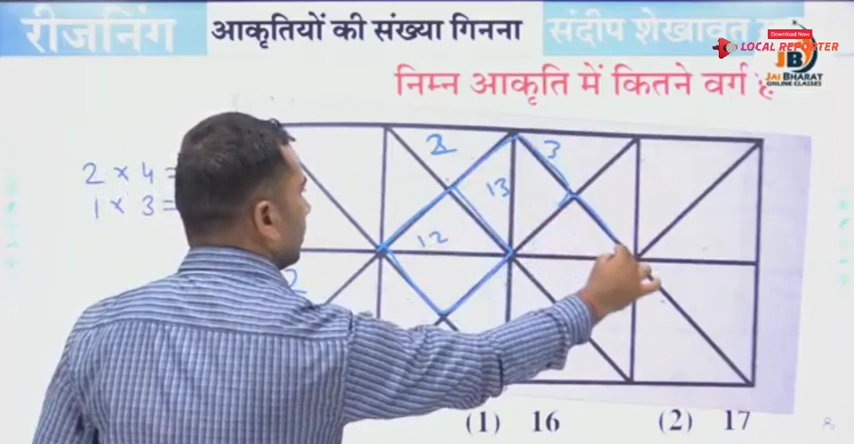 रीजनिंग आकृतियों की संख्या गिनना संदीप शेखावत
Download Now
LOCAL REPORTER
JB
JAI BHARAT
ONLINE CLASSES
निम्न आकृति में कितने वर्ग
2 × 4 =
1 × 3 =
3
13
12
2
(1) 16 (2) 17